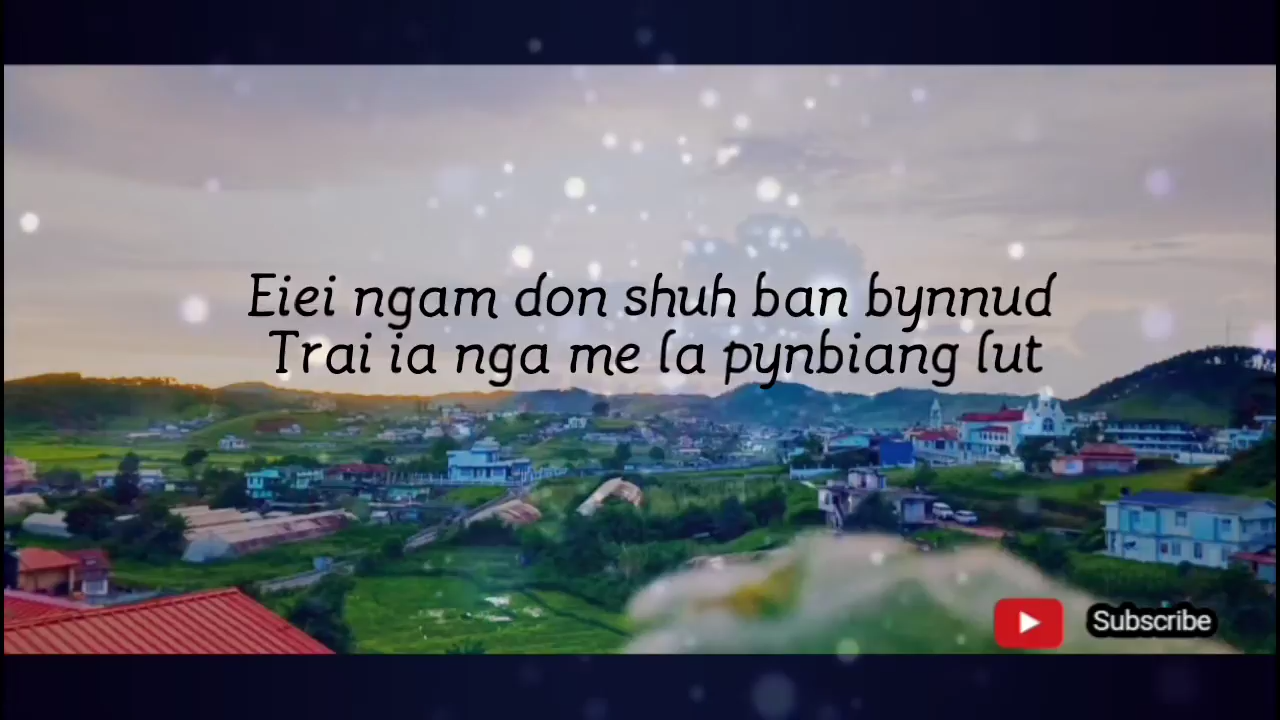 Eiei ngam don shuh ban bynnud
Trai ia nga me la pynbiang lut
Subscribe